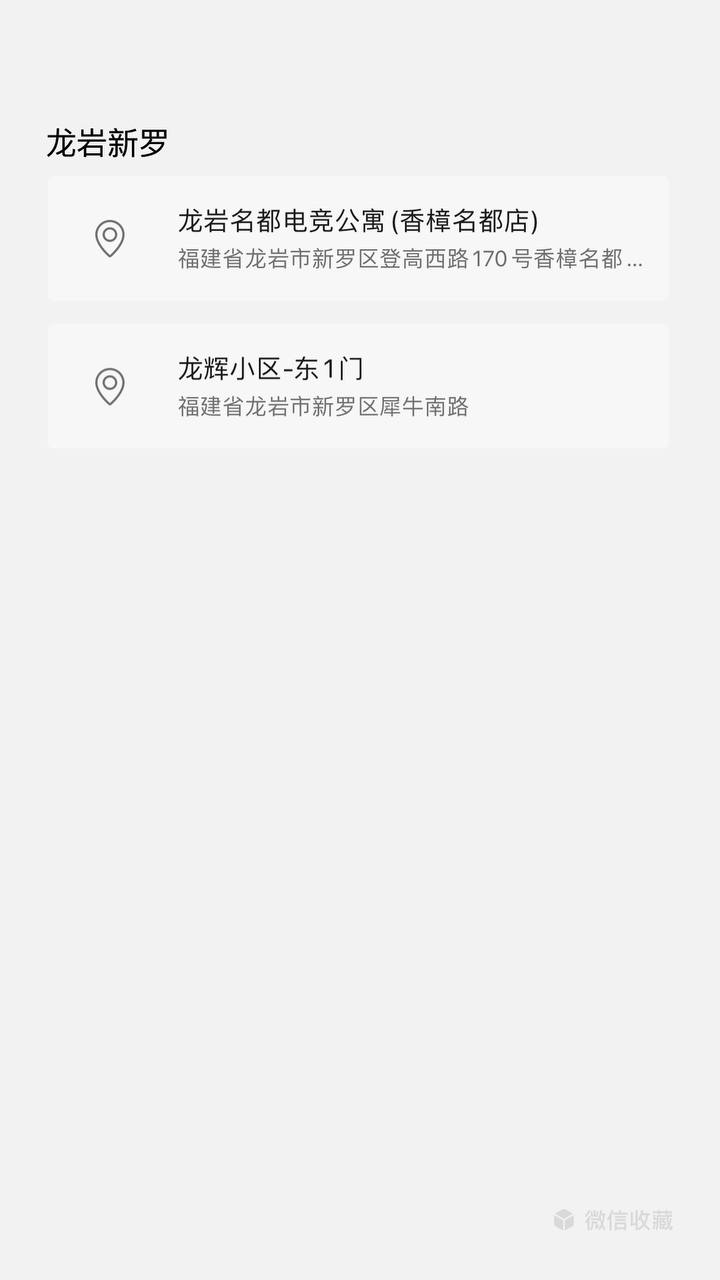 龙岩新罗
龙岩名都电竞公寓(香樟名都店)
福建省龙岩市新罗区登高西路170号香樟名都...
龙辉小区-东1门
福建省龙岩市新罗区犀牛南路
微信收藏